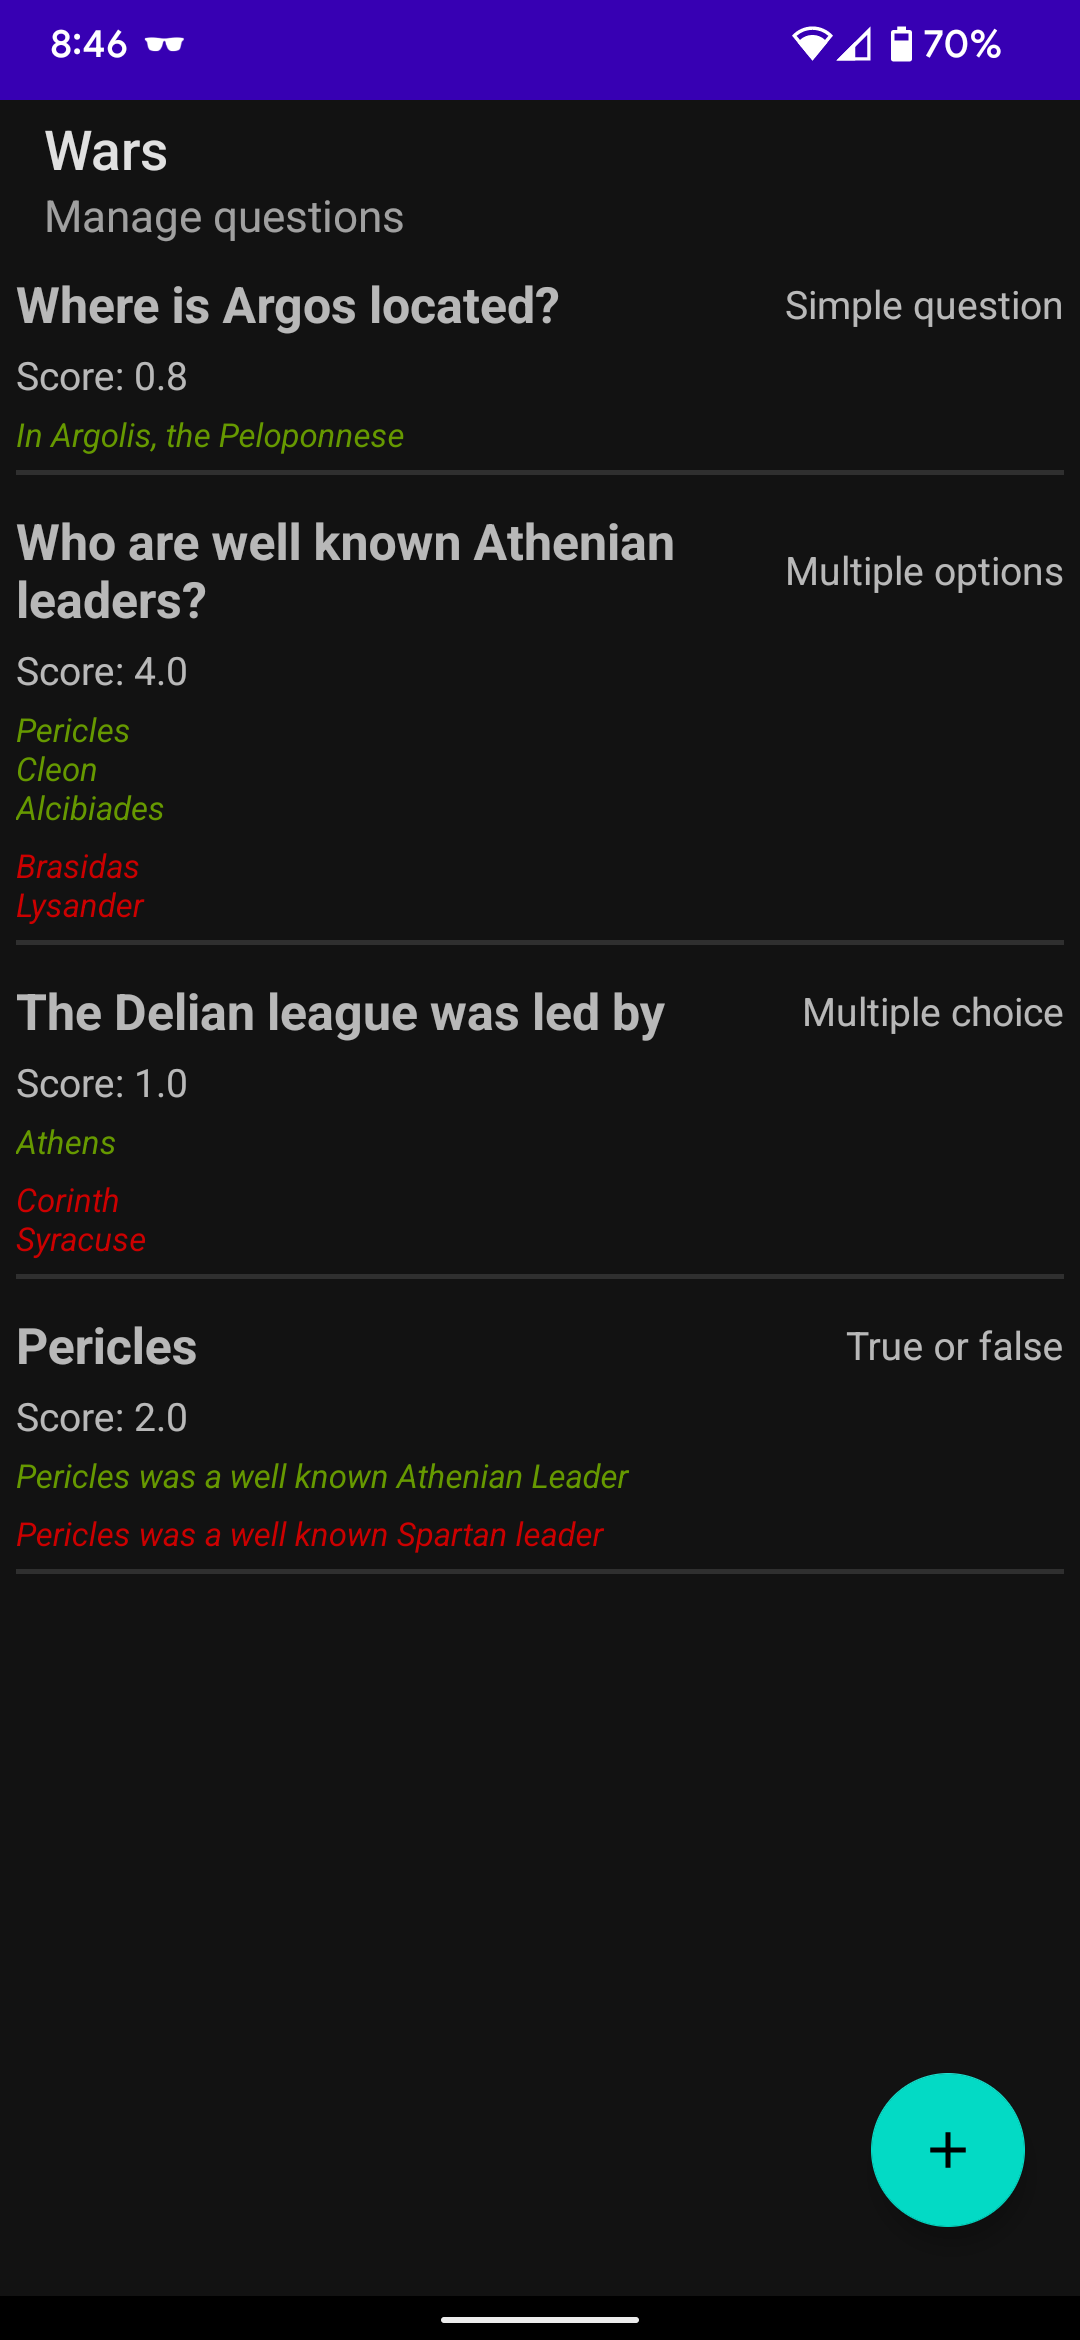 8:46
70%
Wars
Manage questions
Where is Argos located?
Simple question
Score: 0.8
In Argolis, the Peloponnese
Who are well known Athenian
leaders?
Multiple options
Score: 4.0
Pericles
Cleon
Alcibiades
Brasidas
Lysander
The Delian league was led by
Multiple choice
Score: 1.0
Athens
Corinth
Syracuse
Pericles
True or false
Score: 2.0
Pericles was a well known Athenian Leader
Pericles was a well known Spartan leader